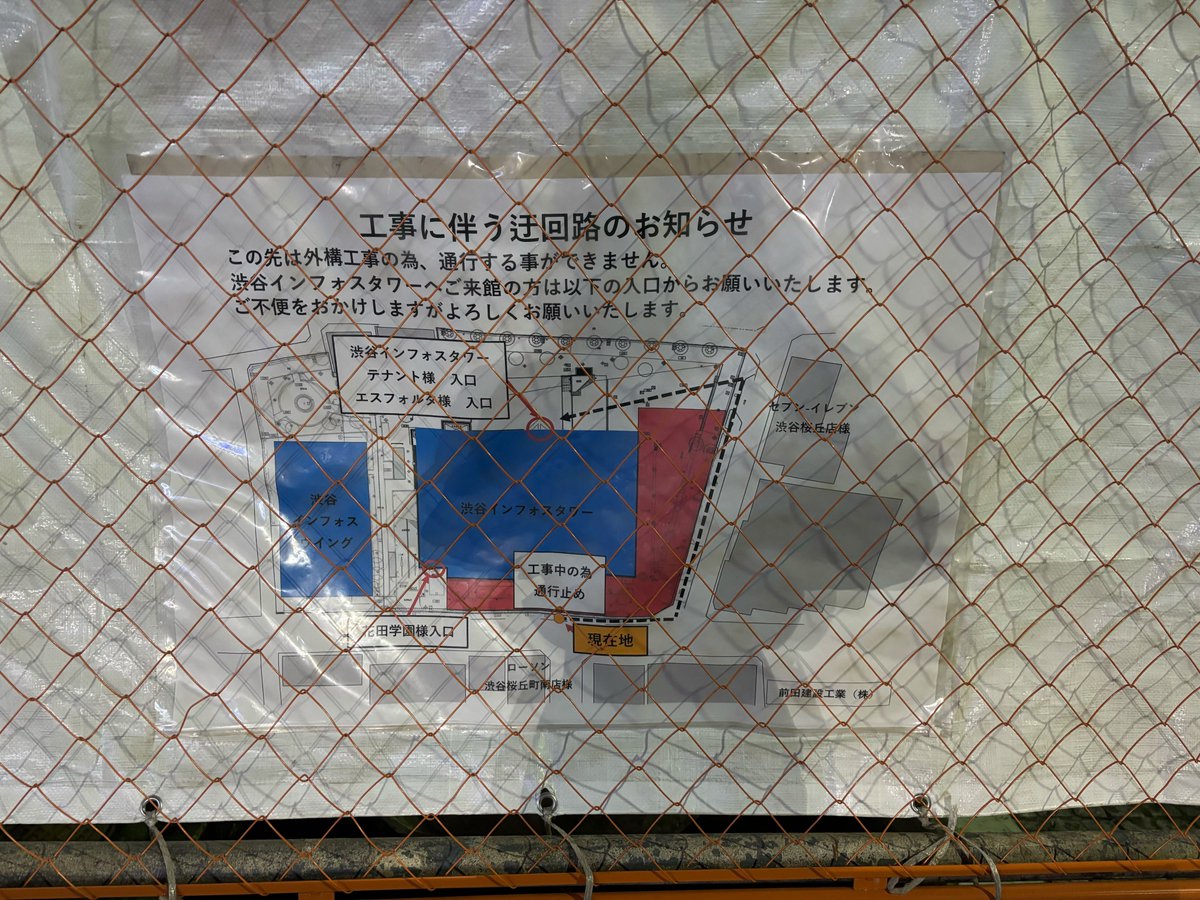 工事に伴う迂回路のお知らせ
この先は外構工事の為、通行する事ができません。
渋谷インフォスタワーへご来館の方は以下の入口からお願いいたします。
ご不便をおかけしますがよろしくお願いいたします。
渋谷インフォスタワー
テナント様　入口
エスフォルタ様　入口
セブン-イレブン
渋谷桜丘店様
渋谷
インフォス
ウイング
渋谷インフォスタワー
工事中の為
通行止め
花田学園様入口
現在地
ローソン
渋谷桜丘町南店様
前田建設工業（株）